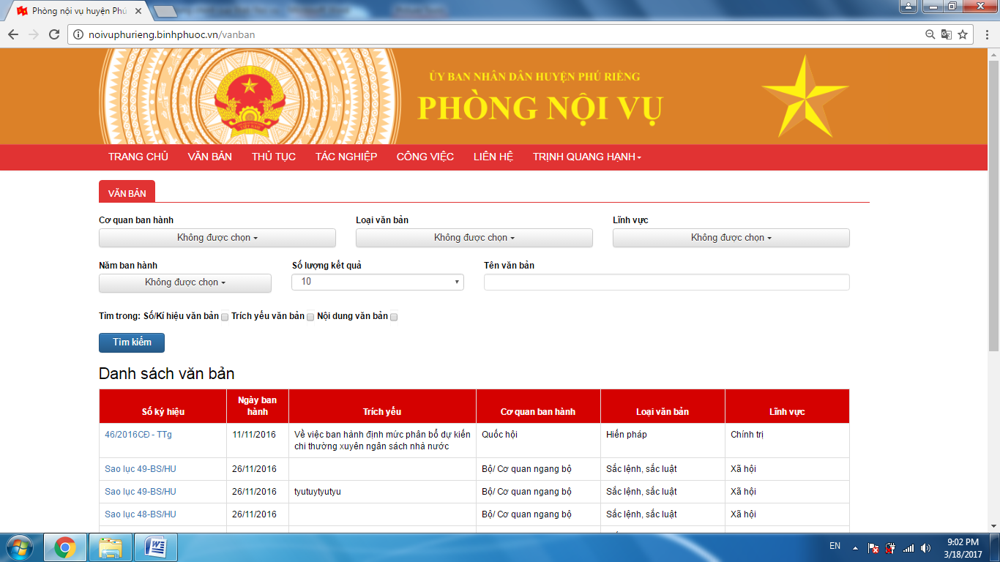 Phòng nội vụ huyện Phú
noivuphurieng.binhphuoc.vn/vanban
ỦY BAN NHÂN DÂN HUYỆN PHÚ RIỀNG
PHÒNG NỘI VỤ
VIỆT NAM
TRANG CHỦ VĂN BẢN THỦ TỤC TÁC NGHIỆP CÔNG VIỆC LIÊN HỆ TRỊNH QUANG HẠNH
VĂN BẢN
Cơ quan ban hành Loại văn bản Lĩnh vực
Không được chọn Không được chọn Không được chọn
Năm ban hành Số lượng kết quả Tên văn bản
Không được chọn 10
Tìm trong: Số/Kí hiệu văn bản Trích yếu văn bản Nội dung văn bản
Tìm kiếm
Danh sách văn bản
Số ký hiệu Ngày ban hành Trích yếu Cơ quan ban hành Loại văn bản Lĩnh vực
46/2016CĐ - TTg 11/11/2016 Về việc ban hành định mức phân bổ dự kiến Quốc hội Hiến pháp Chính trị
chi thường xuyên ngân sách nhà nước
Sao lục 49-BS/HU 26/11/2016 Bộ/ Cơ quan ngang bộ Sắc lệnh, sắc luật Xã hội
Sao lục 49-BS/HU 26/11/2016 tyutuytyutyu Bộ/ Cơ quan ngang bộ Sắc lệnh, sắc luật Xã hội
Sao lục 48-BS/HU 26/11/2016 Bộ/ Cơ quan ngang bộ Sắc lệnh, sắc luật Xã hội
EN 9:02 PM
3/18/2017